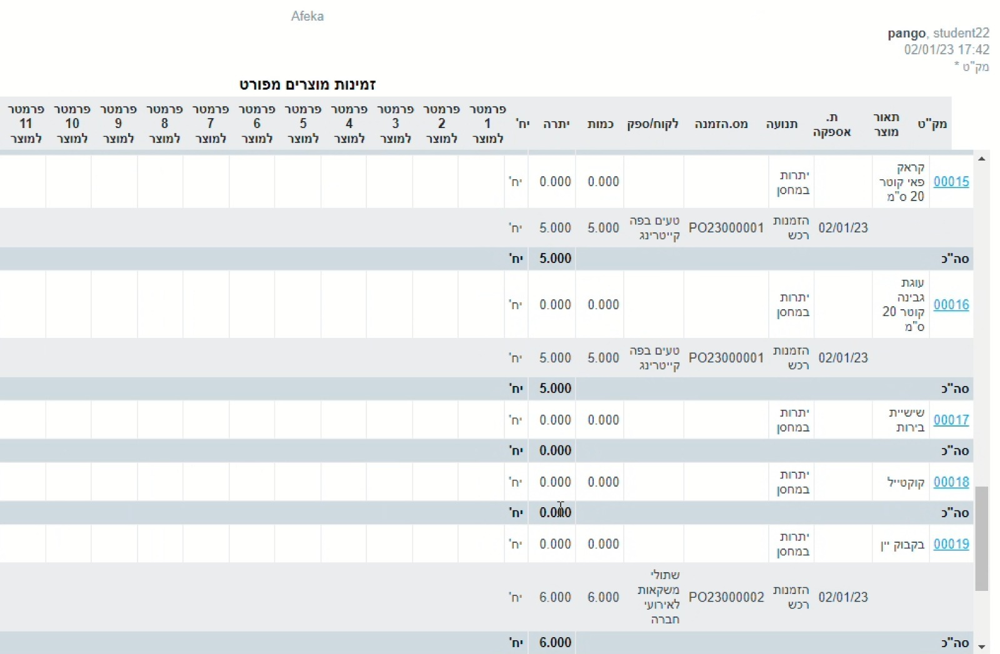 Afeka
pango, student22
02/01/23 17:42
מק"ט *
זמינות מוצרים מפורט
מק"ט תאור מוצר ת. אספקה תנועה מס.הזמנה לקוח/ספק כמות יתרה יח' פרמטר 1 למוצר פרמטר 2 למוצר פרמטר 3 למוצר פרמטר 4 למוצר פרמטר 5 למוצר פרמטר 6 למוצר פרמטר 7 למוצר פרמטר 8 למוצר פרמטר 9 למוצר פרמטר 10 למוצר פרמטר 11 למוצר
00015 קראק פאי קוטר 20 ס"מ יתרות במחסן 0.000 0.000 יח'
02/01/23 הזמנות רכש PO23000001 טעים בפה קייטרינג 5.000 5.000 יח'
סה"כ 5.000 יח'
00016 עוגת גבינה קוטר 20 ס"מ יתרות במחסן 0.000 0.000 יח'
02/01/23 הזמנות רכש PO23000001 טעים בפה קייטרינג 5.000 5.000 יח'
סה"כ 5.000 יח'
00017 שישיית בירות יתרות במחסן 0.000 0.000 יח'
סה"כ 0.000 יח'
00018 קוקטייל יתרות במחסן 0.000 0.000 יח'
סה"כ 0.000 יח'
00019 בקבוק יין יתרות במחסן 0.000 0.000 יח'
02/01/23 הזמנות רכש PO23000002 שתולי משקאות לאירועי חברה 6.000 6.000 יח'
סה"כ 6.000 יח'